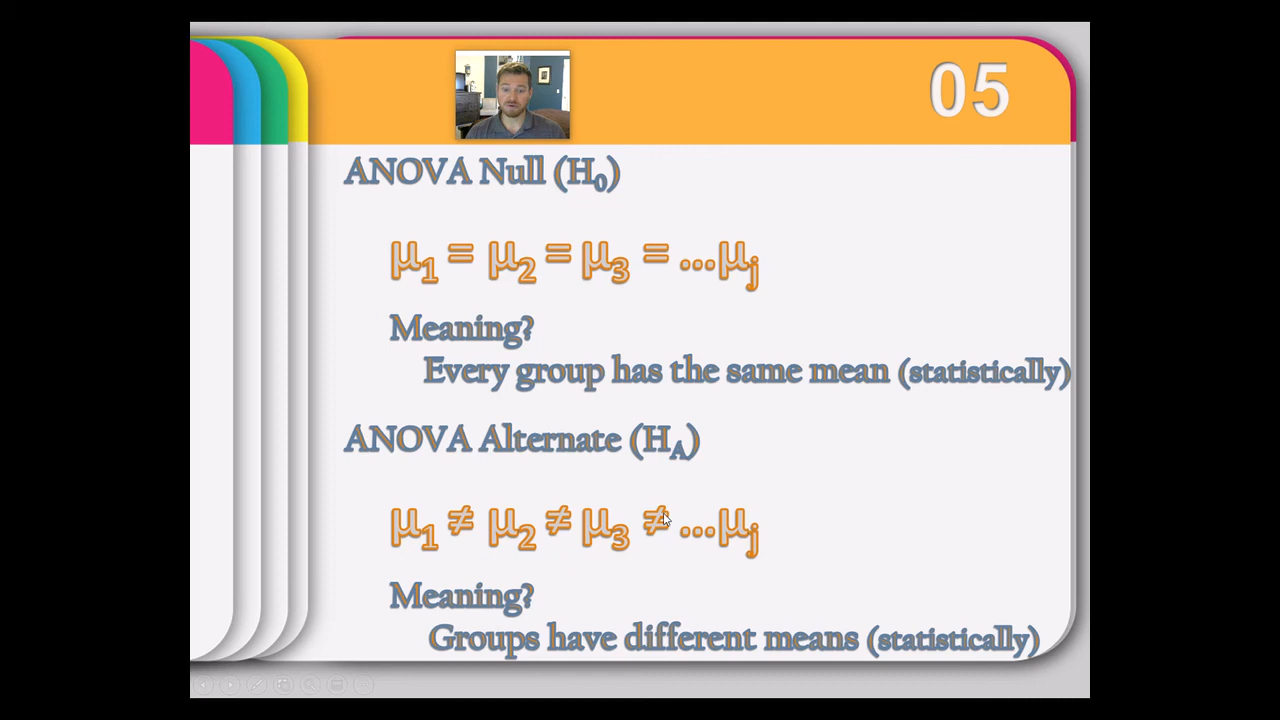 05
ANOVA Null (H₀)
μ₁ = μ₂ = μ₃ = ...μⱼ
Meaning?
Every group has the same mean (statistically)
ANOVA Alternate (H_A)
μ₁ ≠ μ₂ ≠ μ₃ ≠ ...μⱼ
Meaning?
Groups have different means (statistically)